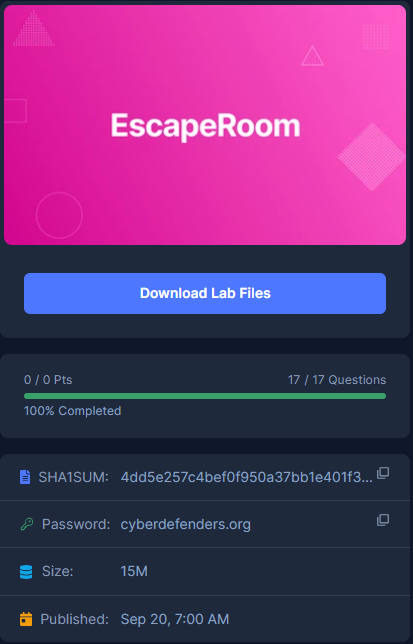 EscapeRoom
Download Lab Files
0 / 0 Pts 17 / 17 Questions
100% Completed
SHA1SUM: 4dd5e257c4bef0f950a37bb1e401f3...
Password: cyberdefenders.org
Size: 15M
Published: Sep 20, 7:00 AM